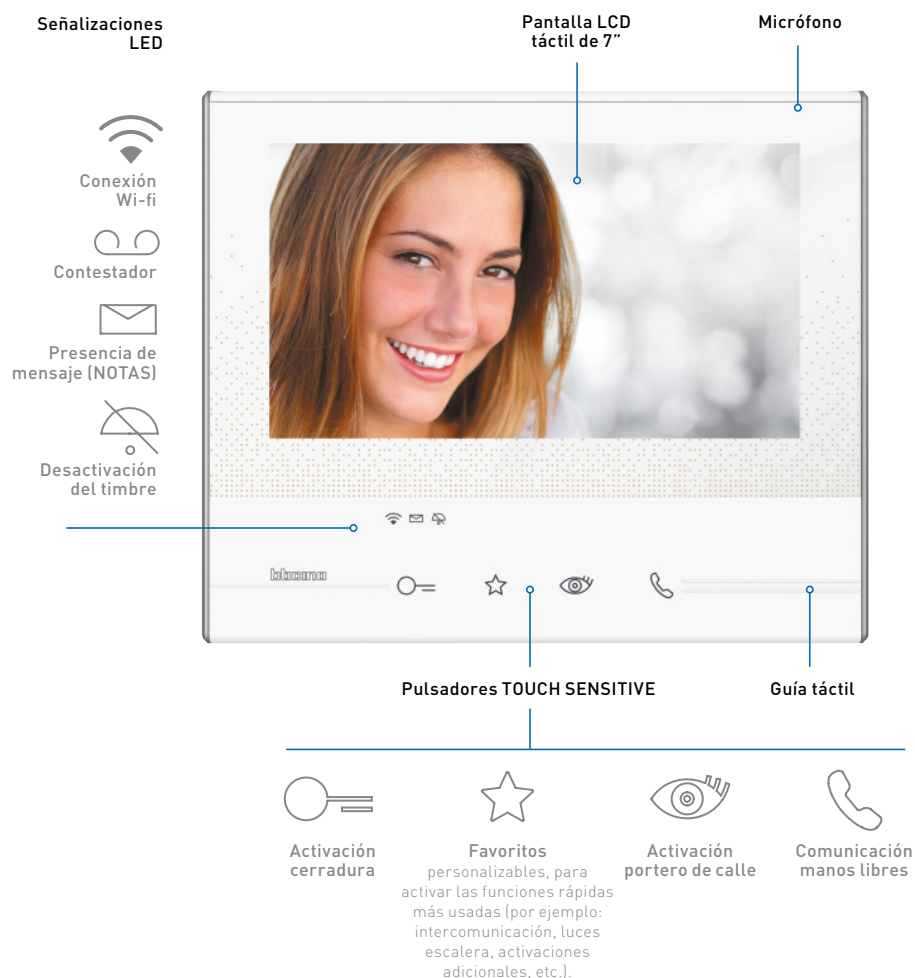 Señalizaciones
LED
Pantalla LCD
táctil de 7”
Micrófono
Conexión
Wi-fi
Contestador
Presencia de
mensaje (NOTAS)
Desactivación
del timbre
bticino
Pulsadores TOUCH SENSITIVE
Guía táctil
Activación
cerradura
Favoritos
personalizables, para
activar las funciones rápidas
más usadas (por ejemplo:
intercomunicación, luces
escalera, activaciones
adicionales, etc.).
Activación
portero de calle
Comunicación
manos libres